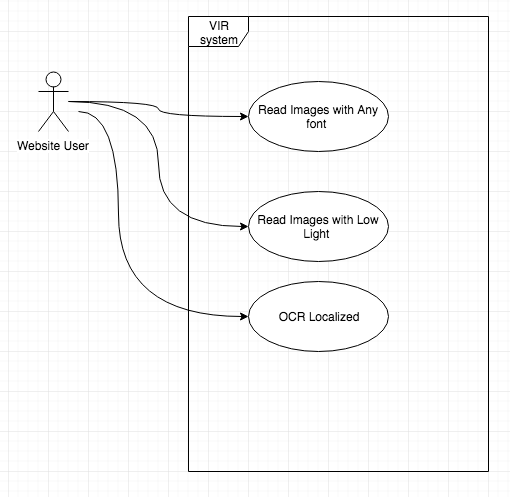 VIR
system
Read Images with Any
font
Website User
Read Images with Low
Light
OCR Localized